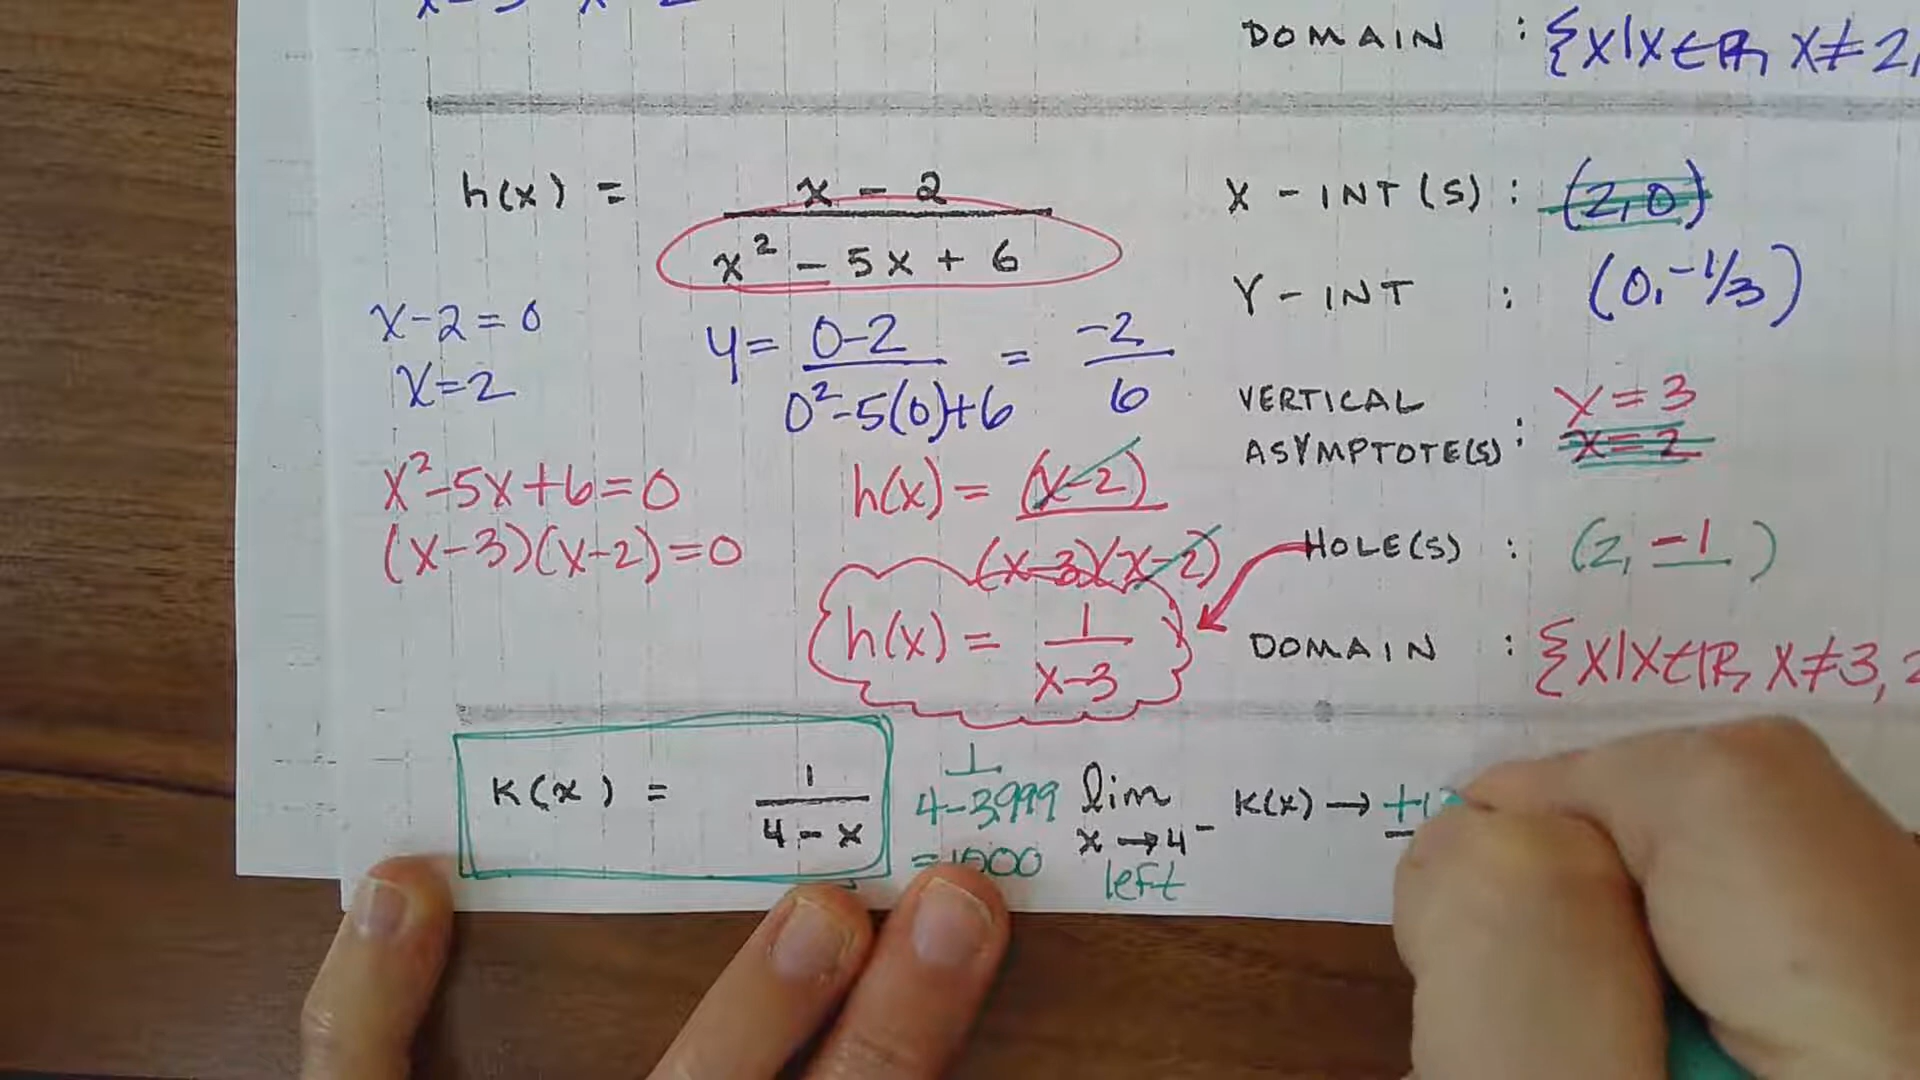 DOMAIN : {x|x∈ℝ, x≠2,
h(x) = x - 2
x² - 5x + 6
X-INT(S) : (2,0)
Y-INT : (0, -1/3)
x-2=0
x=2
y = 0-2 = -2
0²-5(0)+6 6
VERTICAL
ASYMPTOTE(S) : x=3
x=2
x²-5x+6=0
(x-3)(x-2)=0
h(x) = (x-2)
(x-3)(x-2)
HOLE(S) : (2, -1)
h(x) = 1
x-3
DOMAIN : {x|x∈ℝ, x≠3, 2
K(x) = 1
4 - x
1
4-3.999
=1000
lim K(x) →
x→4⁻
left